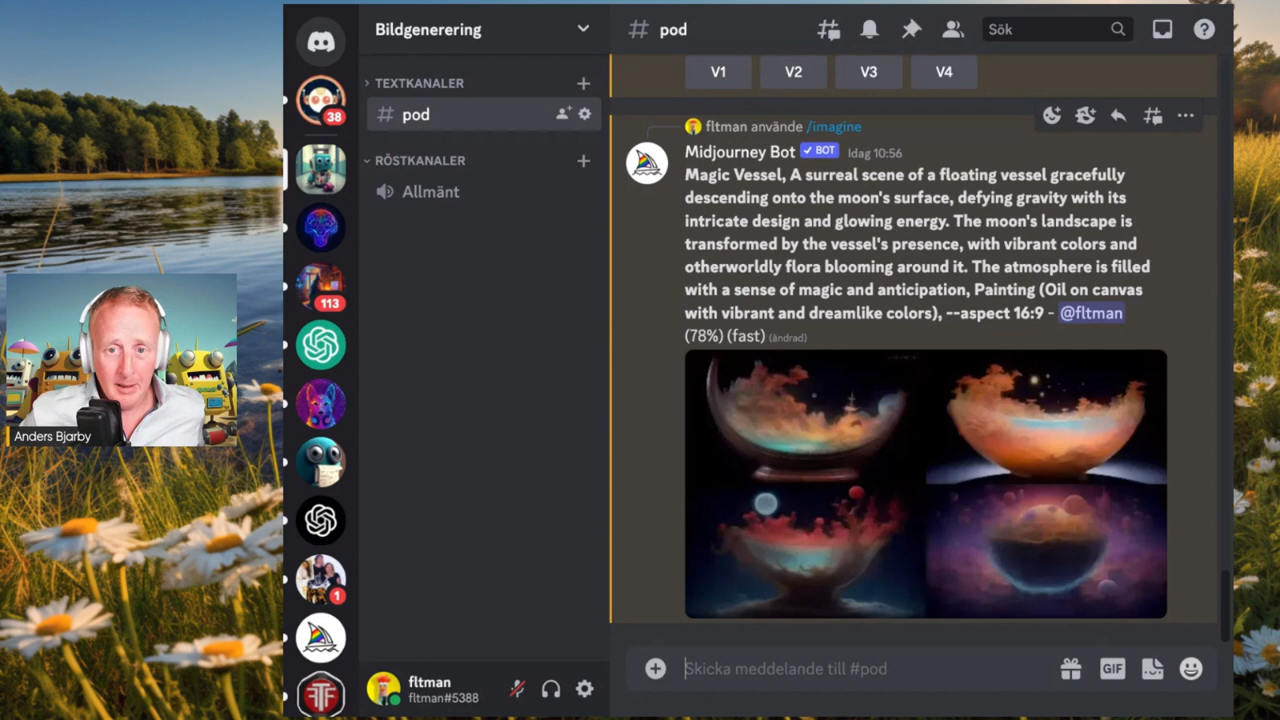 Bildgenerering
# pod
Sök
TEXTKANALER
# pod
RÖSTKANALER
Allmänt
38
113
1
V1 V2 V3 V4
fltman använde /imagine
Midjourney Bot ✓ BOT Idag 10:56
Magic Vessel, A surreal scene of a floating vessel gracefully
descending onto the moon's surface, defying gravity with its
intricate design and glowing energy. The moon's landscape is
transformed by the vessel's presence, with vibrant colors and
otherworldly flora blooming around it. The atmosphere is filled
with a sense of magic and anticipation, Painting (Oil on canvas
with vibrant and dreamlike colors), --aspect 16:9 - @fltman
(78%) (fast) (ändrad)
Anders Bjarby
fltman
fltman#5388
Skicka meddelande till #pod
GIF